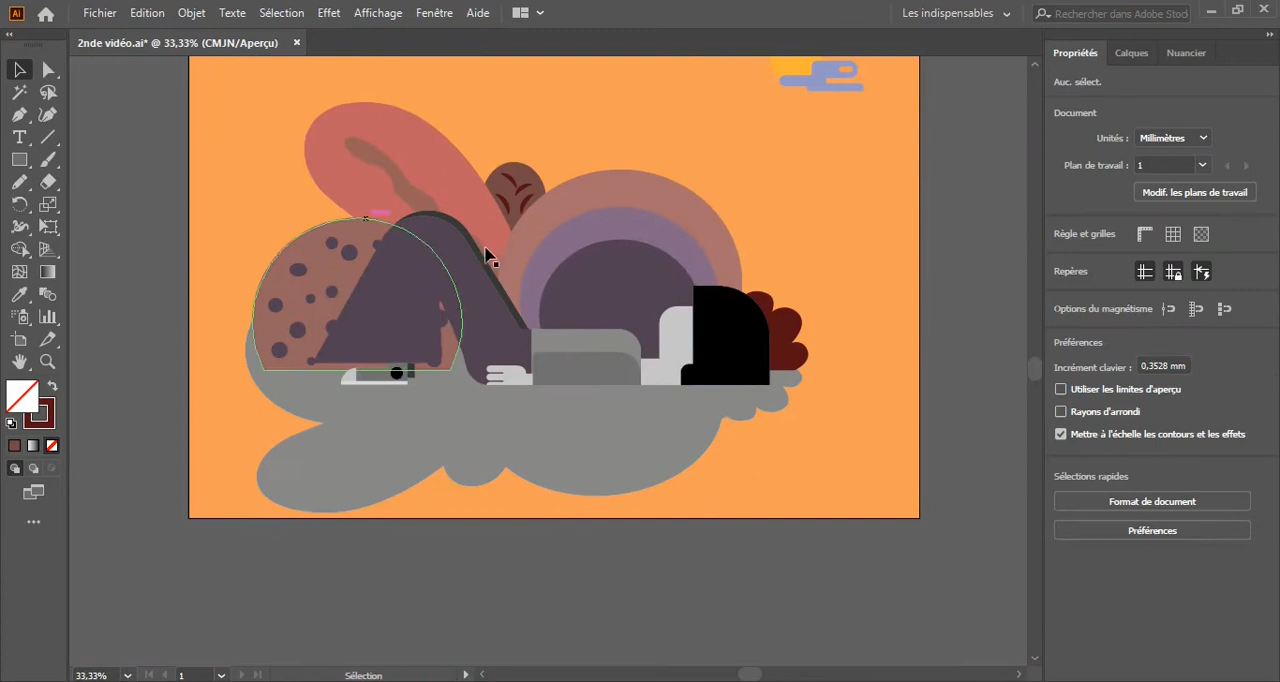 Ai
Fichier Edition Objet Texte Sélection Effet Affichage Fenêtre Aide
Les indispensables
Rechercher dans Adobe Stock
2nde vidéo.ai* @ 33,33% (CMJN/Aperçu) ×
T
Propriétés Calques Nuancier
Auc. sélect.
Document
Unités : Millimètres
Plan de travail : 1
Modif. les plans de travail
Règle et grilles
Repères
Options du magnétisme
Préférences
Incrément clavier : 0,3528 mm
Utiliser les limites d'aperçu
Rayons d'arrondi
Mettre à l'échelle les contours et les effets
Sélections rapides
Format de document
Préférences
33,33% 1 Sélection